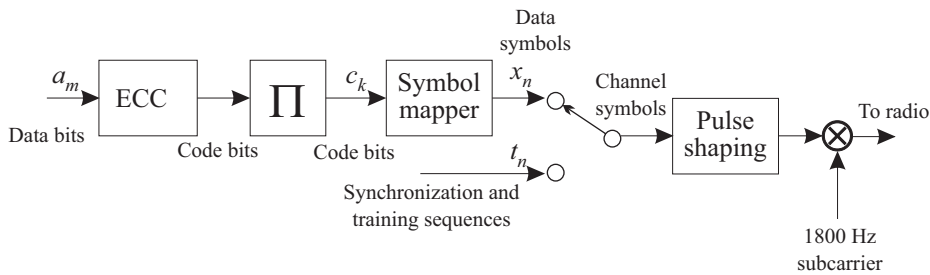 Data
symbols
a_m
ECC
∏
c_k
Symbol
mapper
x_n
Channel
symbols
Pulse
shaping
To radio
Data bits
Code bits
Code bits
t_n
Synchronization and
training sequences
1800 Hz
subcarrier